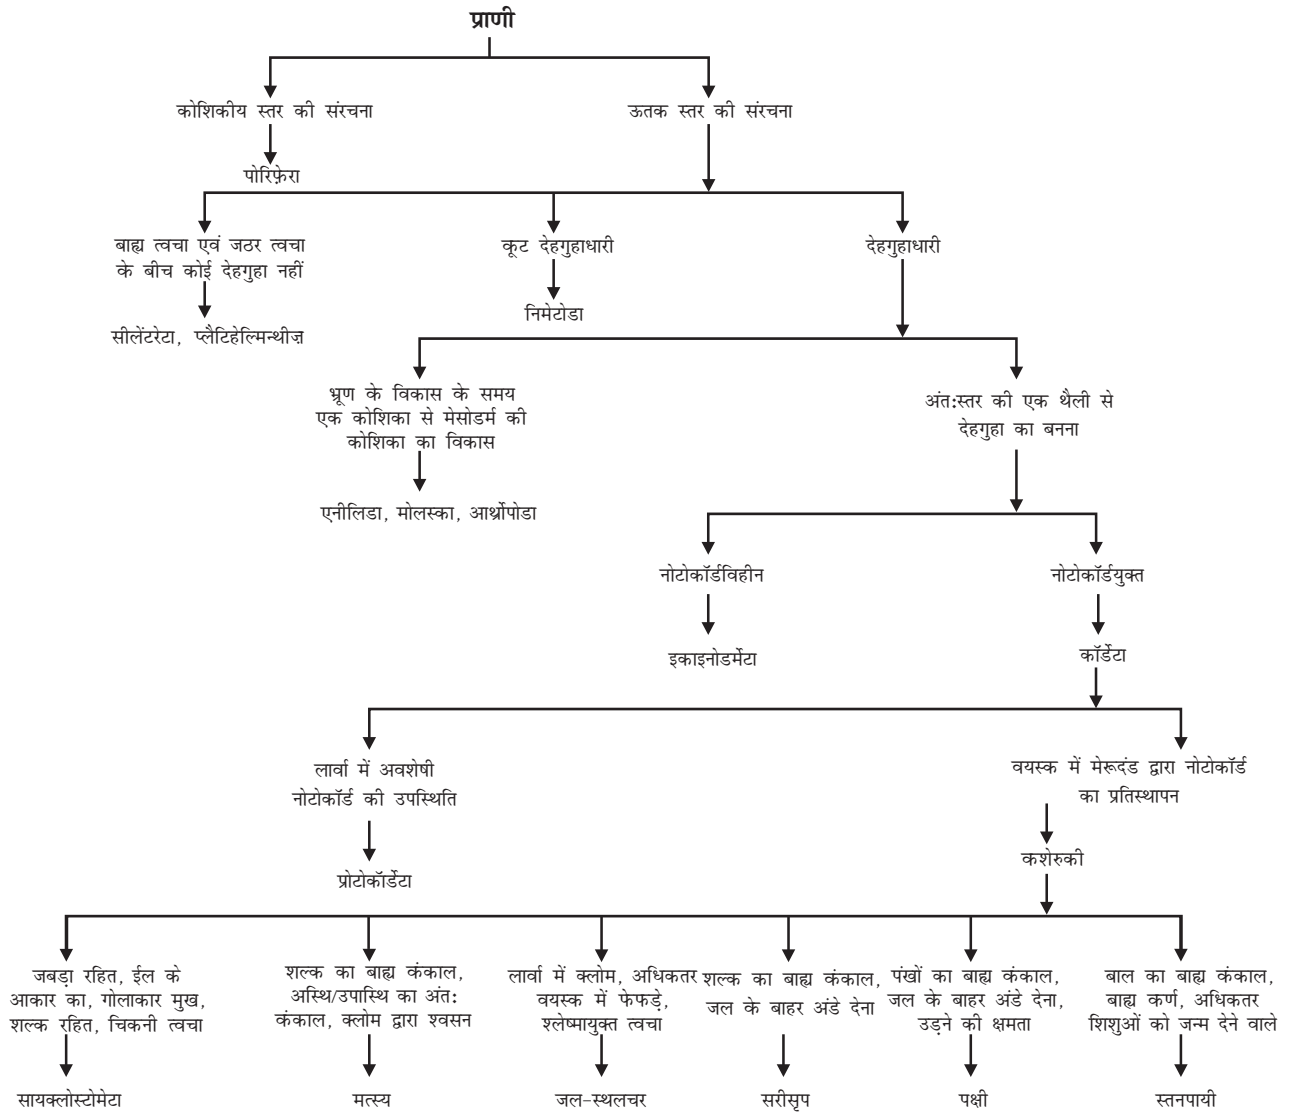 प्राणी
कोशिकीय स्तर की संरचना
ऊतक स्तर की संरचना
पोरिफ़ेरा
बाह्य त्वचा एवं जठर त्वचा
के बीच कोई देहगुहा नहीं
कूट देहगुहाधारी
देहगुहाधारी
निमेटोडा
सीलेंटरेटा, प्लैटिहेल्मिन्थीज़
भ्रूण के विकास के समय
एक कोशिका से मेसोडर्म की
कोशिका का विकास
अंत:स्तर की एक थैली से
देहगुहा का बनना
एनीलिडा, मोलस्का, आर्थ्रोपोडा
नोटोकॉर्डविहीन
नोटोकॉर्डयुक्त
इकाइनोडर्मेटा
कॉर्डेटा
लार्वा में अवशेषी
नोटोकॉर्ड की उपस्थिति
वयस्क में मेरूदंड द्वारा नोटोकॉर्ड
का प्रतिस्थापन
प्रोटोकॉर्डेटा
कशेरुकी
जबड़ा रहित, ईल के
आकार का, गोलाकार मुख,
शल्क रहित, चिकनी त्वचा
शल्क का बाह्य कंकाल,
अस्थि/उपास्थि का अंत:
कंकाल, क्लोम द्वारा श्वसन
लार्वा में क्लोम, अधिकतर
वयस्क में फेफड़े,
श्लेष्मायुक्त त्वचा
शल्क का बाह्य कंकाल,
जल के बाहर अंडे देना
पंखों का बाह्य कंकाल,
जल के बाहर अंडे देना,
उड़ने की क्षमता
बाल का बाह्य कंकाल,
बाह्य कर्ण, अधिकतर
शिशुओं को जन्म देने वाले
सायक्लोस्टोमेटा
मत्स्य
जल-स्थलचर
सरीसृप
पक्षी
स्तनपायी